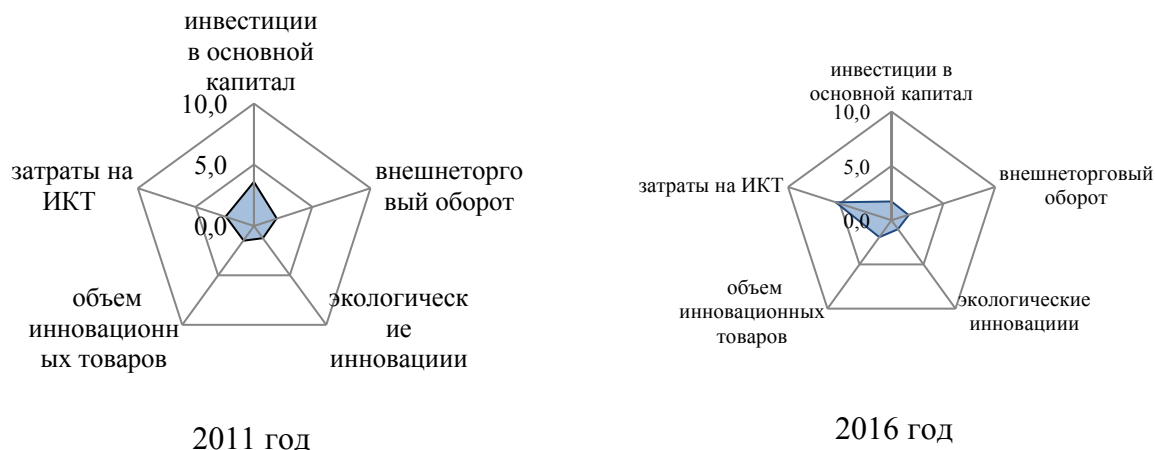 инвестиции
в основной
капитал
10,0
5,0
0,0
затраты на
ИКТ
внешнеторго
вый оборот
объем
инновационн
ых товаров
экологическ
ие
инновациии
2011 год
инвестиции в
основной капитал
10,0
5,0
0,0
затраты на ИКТ
внешнеторговый
оборот
объем
инновационных
товаров
экологические
инновациии
2016 год